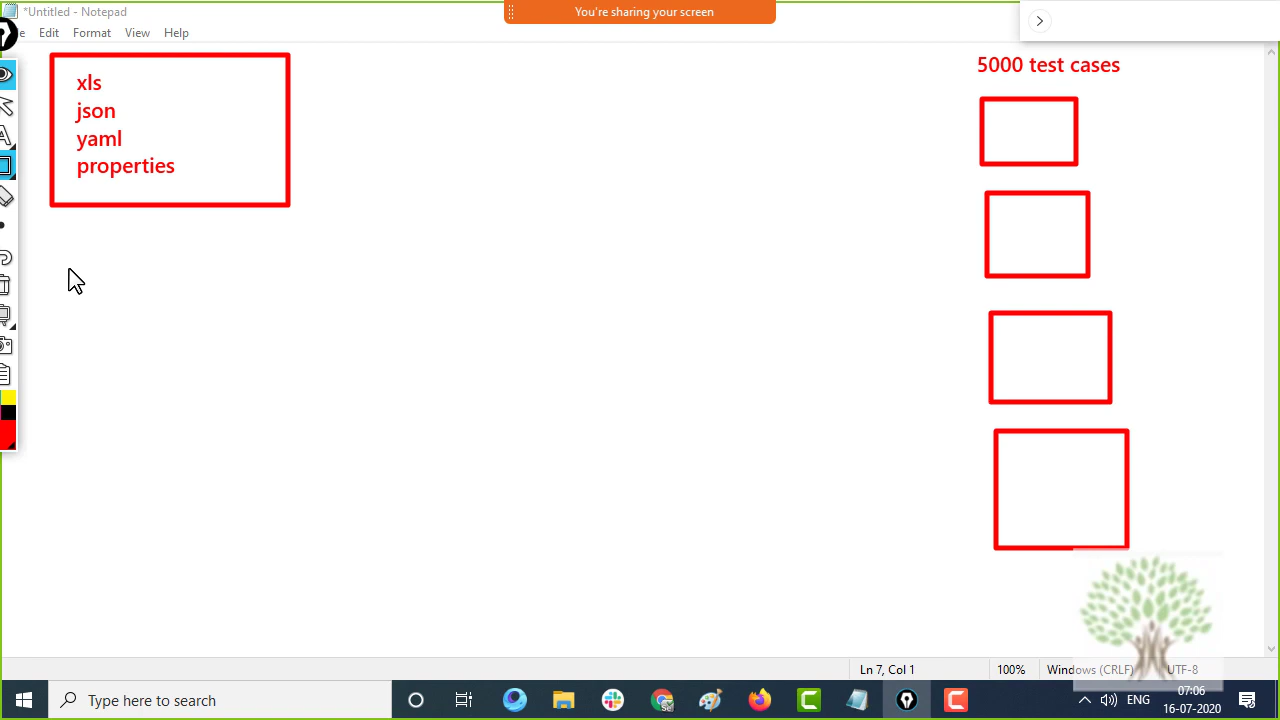 *Untitled - Notepad
You're sharing your screen
Edit Format View Help
xls
json
yaml
properties
5000 test cases
Ln 7, Col 1
100%
Windows (CRLF)
UTF-8
Type here to search
ENG
07:06
16-07-2020